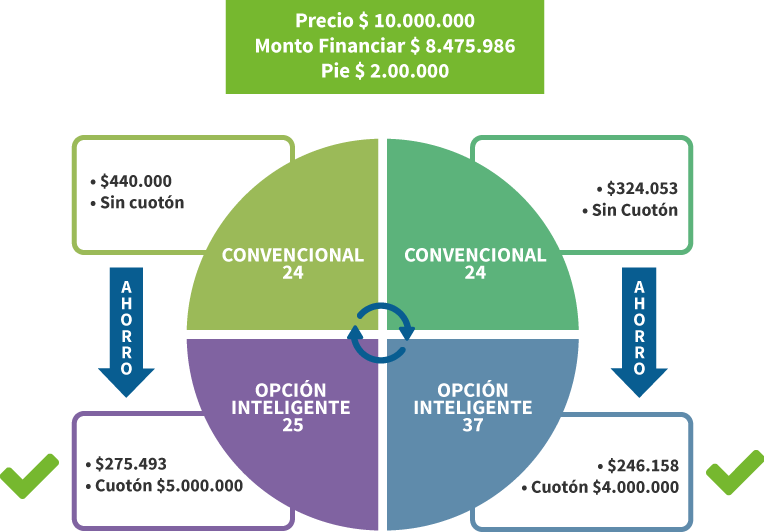 Precio $ 10.000.000
Monto Financiar $ 8.475.986
Pie $ 2.00.000
• $440.000
• Sin cuotón
• $324.053
• Sin Cuotón
CONVENCIONAL
24
CONVENCIONAL
24
AHORRO
AHORRO
OPCIÓN
INTELIGENTE
25
OPCIÓN
INTELIGENTE
37
• $275.493
• Cuotón $5.000.000
• $246.158
• Cuotón $4.000.000